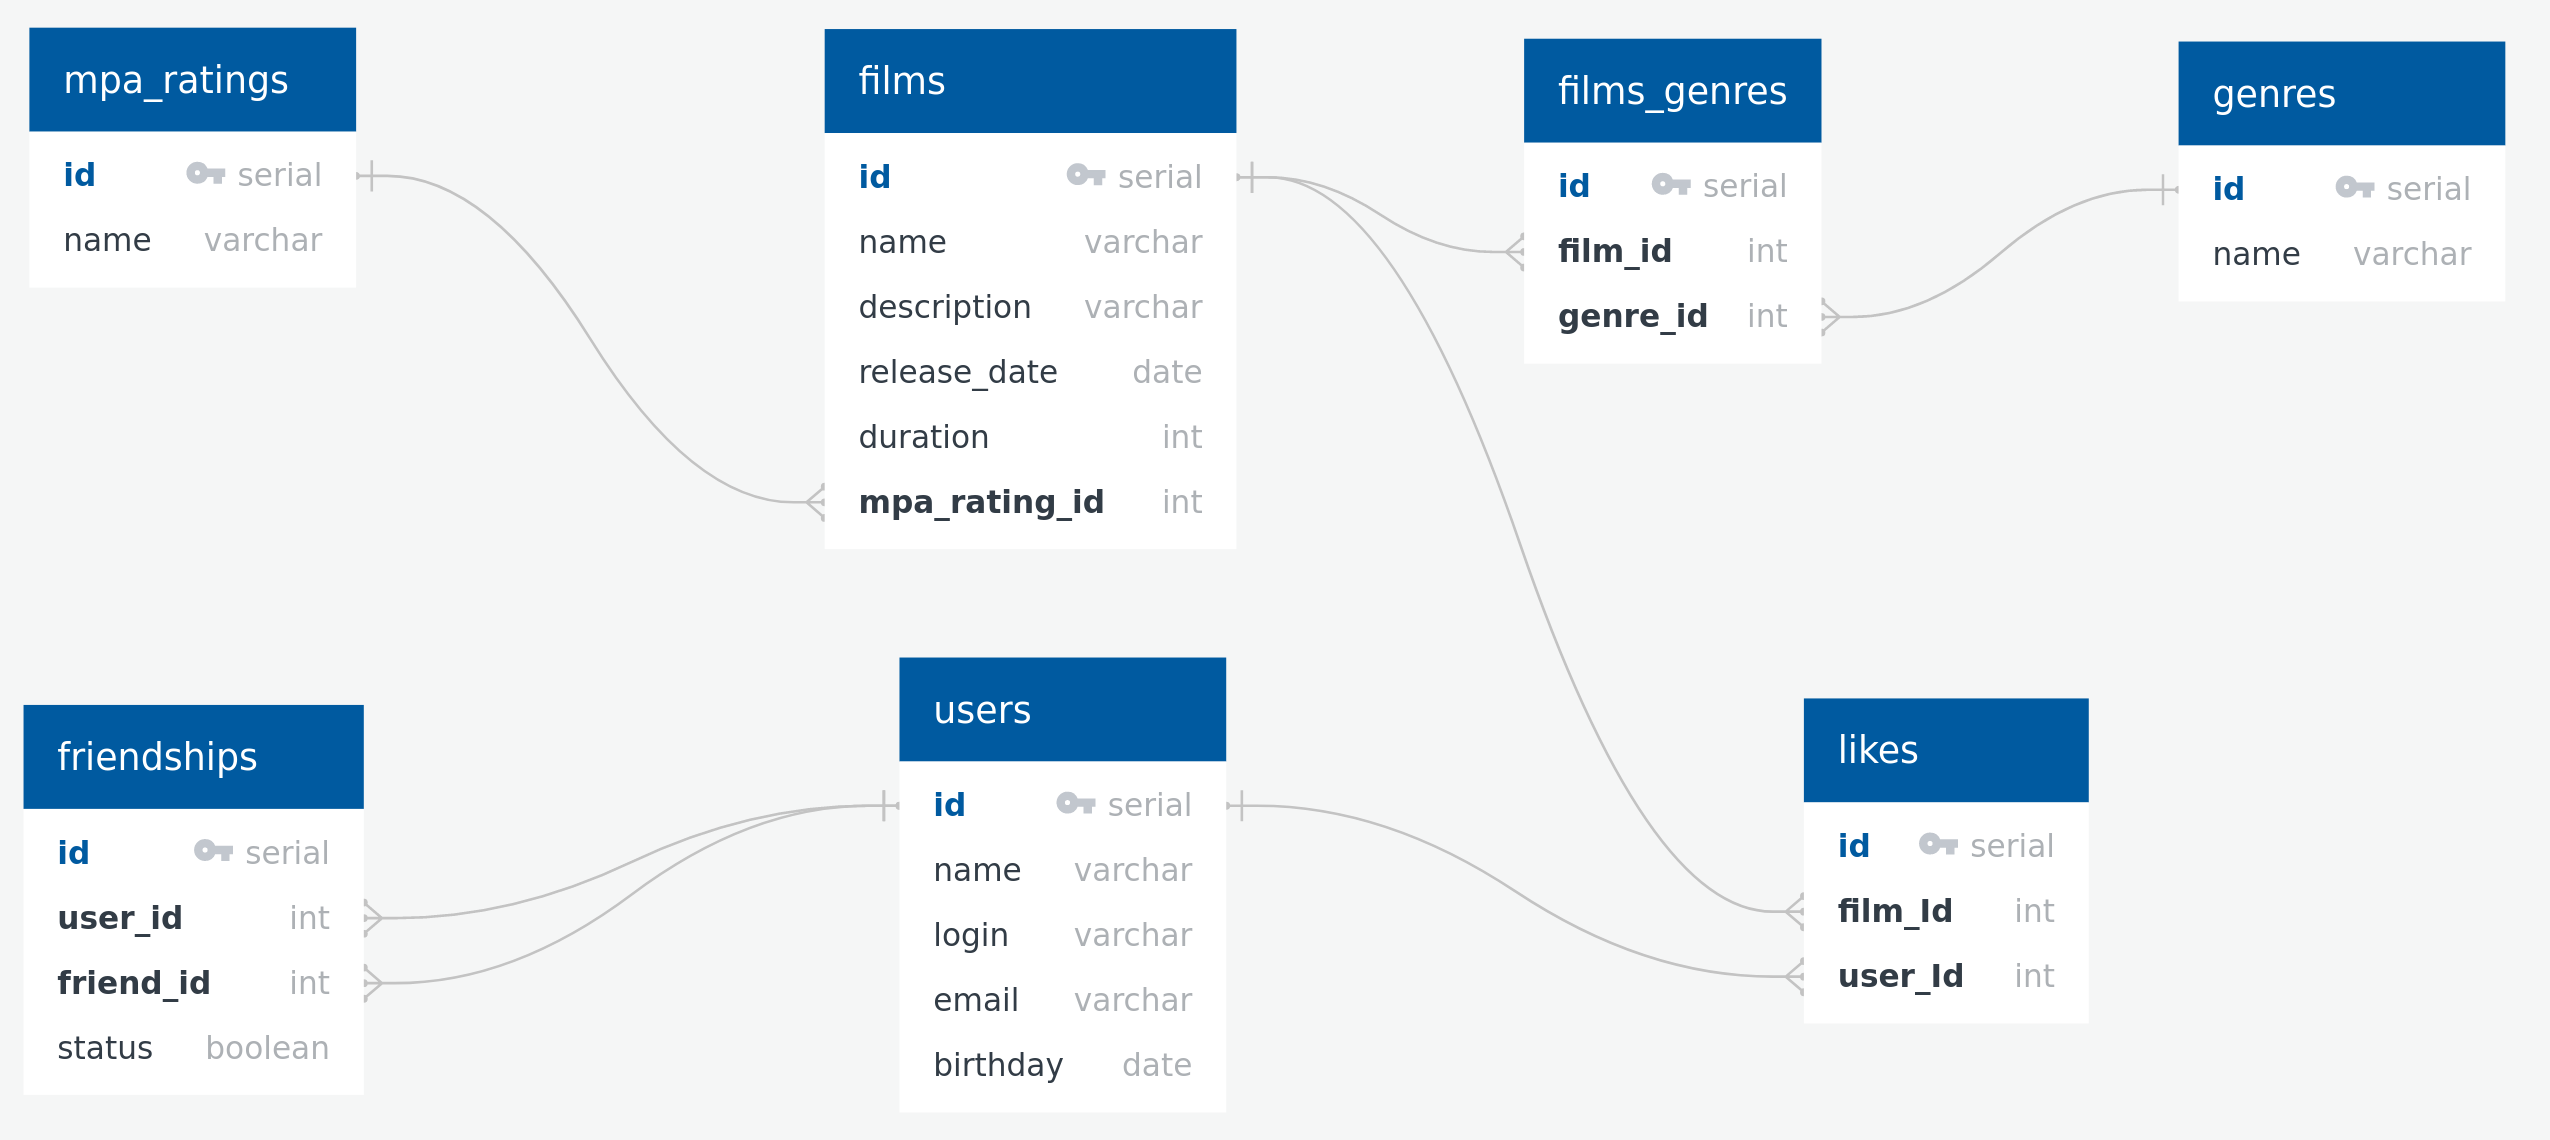 mpa_ratings
id serial
name varchar
films
id serial
name varchar
description varchar
release_date date
duration int
mpa_rating_id int
films_genres
id serial
film_id int
genre_id int
genres
id serial
name varchar
friendships
id serial
user_id int
friend_id int
status boolean
users
id serial
name varchar
login varchar
email varchar
birthday date
likes
id serial
film_Id int
user_Id int